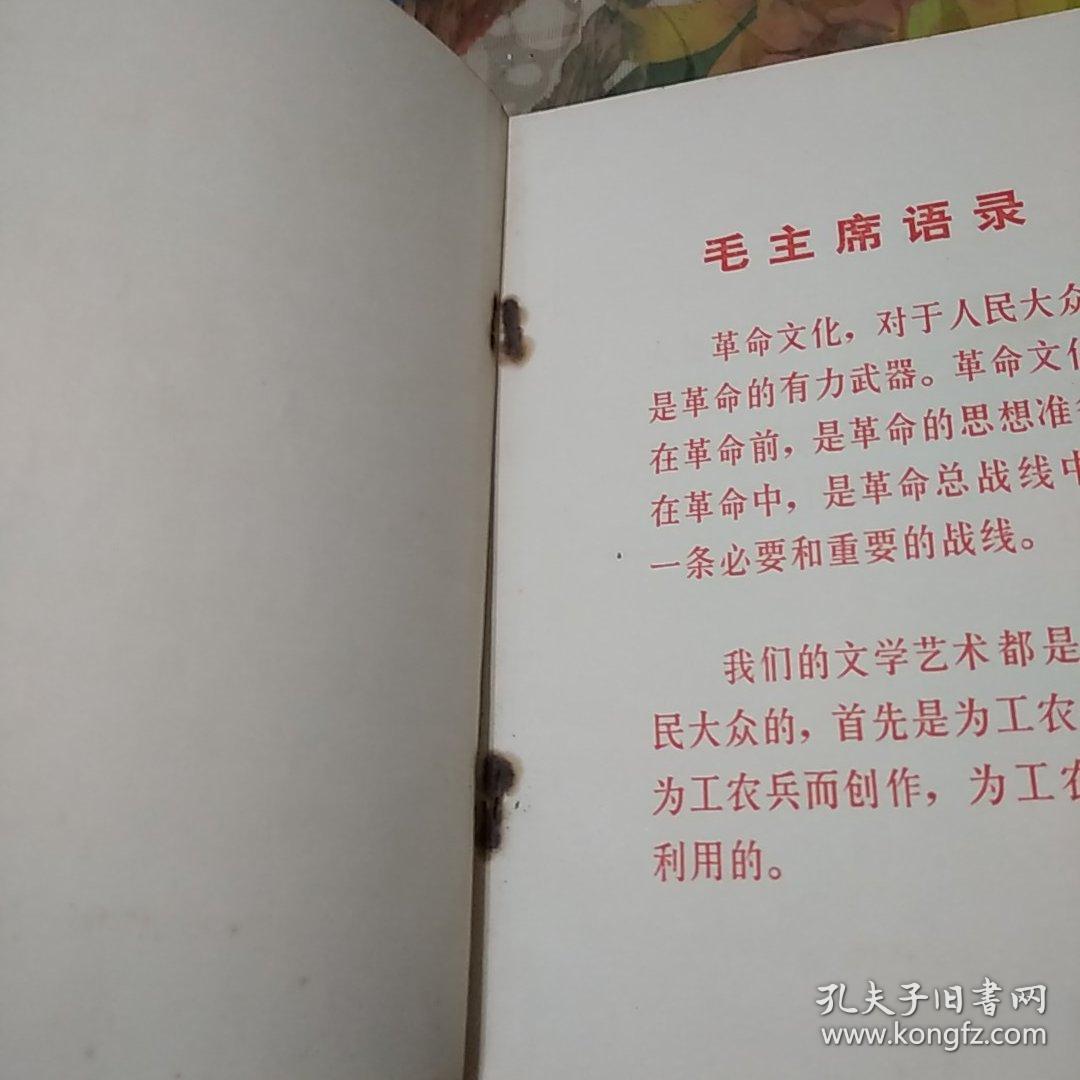 毛主席语录
革命文化，对于人民大众
是革命的有力武器。革命文化
在革命前，是革命的思想准
在革命中，是革命总战线中
一条必要和重要的战线。
我们的文学艺术都是
民大众的，首先是为工农
为工农兵而创作，为工农
利用的。
孔夫子旧書网
www.kongfz.com